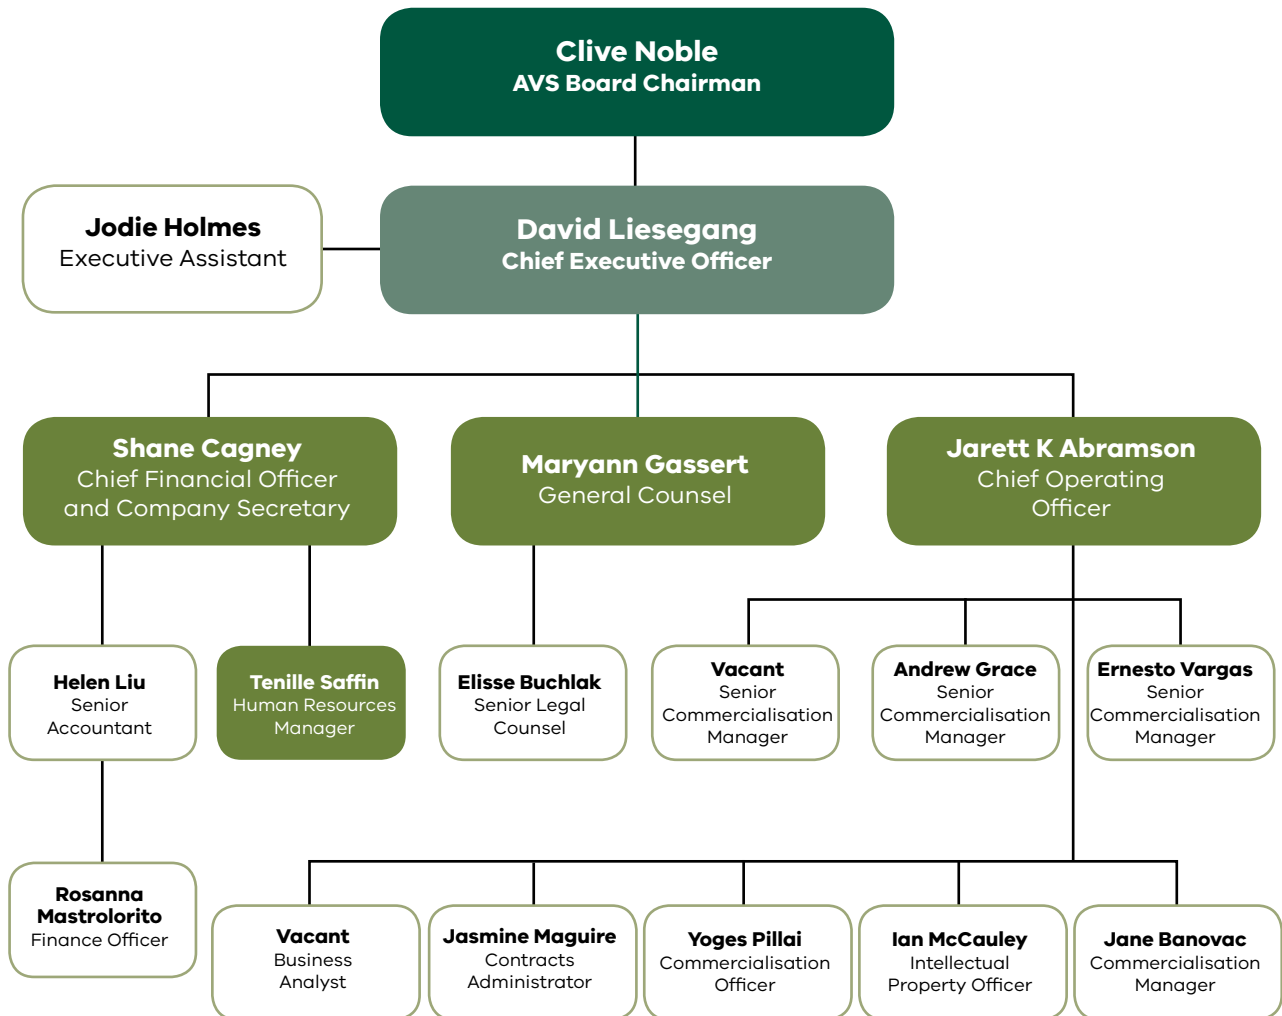 Clive Noble
AVS Board Chairman
Jodie Holmes
Executive Assistant
David Liesegang
Chief Executive Officer
Shane Cagney
Chief Financial Officer
and Company Secretary
Maryann Gassert
General Counsel
Jarett K Abramson
Chief Operating
Officer
Helen Liu
Senior
Accountant
Tenille Saffin
Human Resources
Manager
Elisse Buchlak
Senior Legal
Counsel
Vacant
Senior
Commercialisation
Manager
Andrew Grace
Senior
Commercialisation
Manager
Ernesto Vargas
Senior
Commercialisation
Manager
Rosanna
Mastrolorito
Finance Officer
Vacant
Business
Analyst
Jasmine Maguire
Contracts
Administrator
Yoges Pillai
Commercialisation
Officer
Ian McCauley
Intellectual
Property Officer
Jane Banovac
Commercialisation
Manager